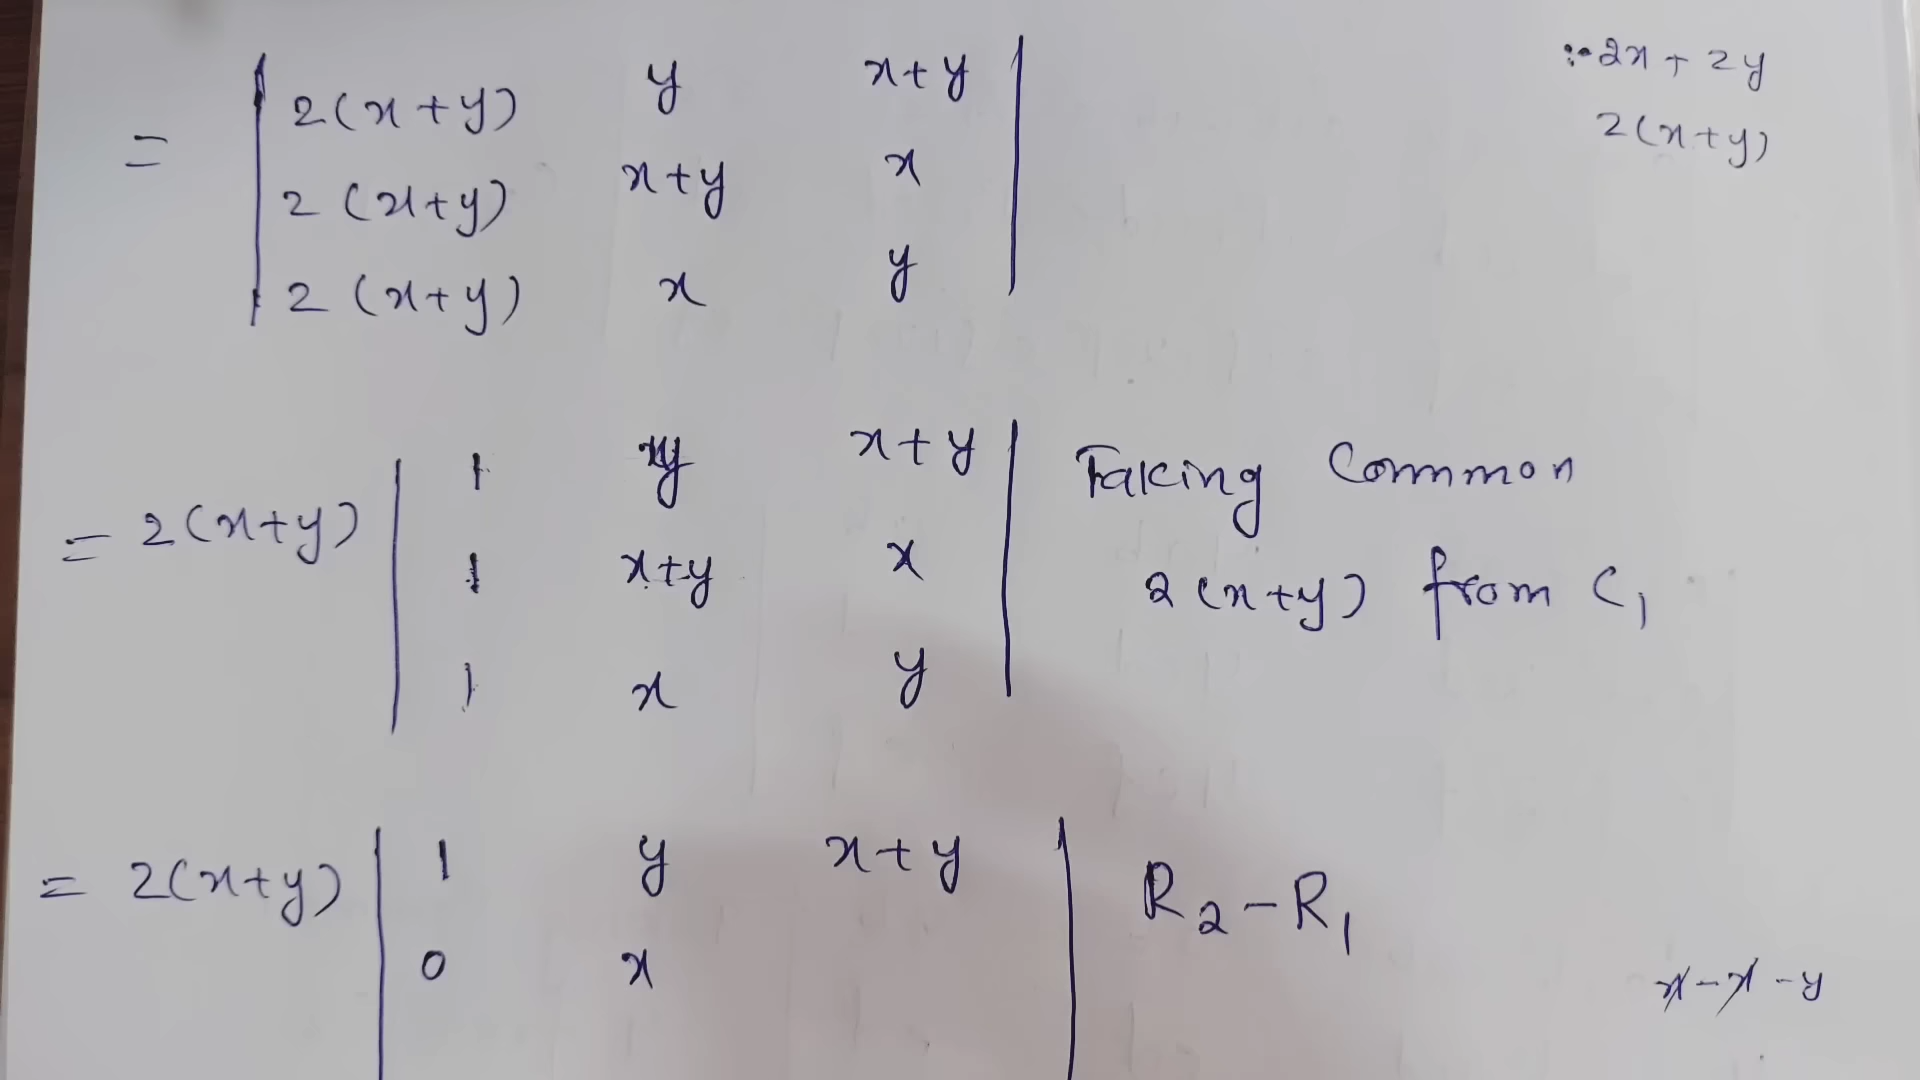 2(x+y) y x+y
∵ 2x + 2y
= 2(x+y) x+y x
2(x+y)
2(x+y) x y
1 y x+y Taking Common
= 2(x+y) 1 x+y x 2(x+y) from C₁
1 x y
= 2(x+y) 1 y x+y R₂-R₁
0 x
x-x-y